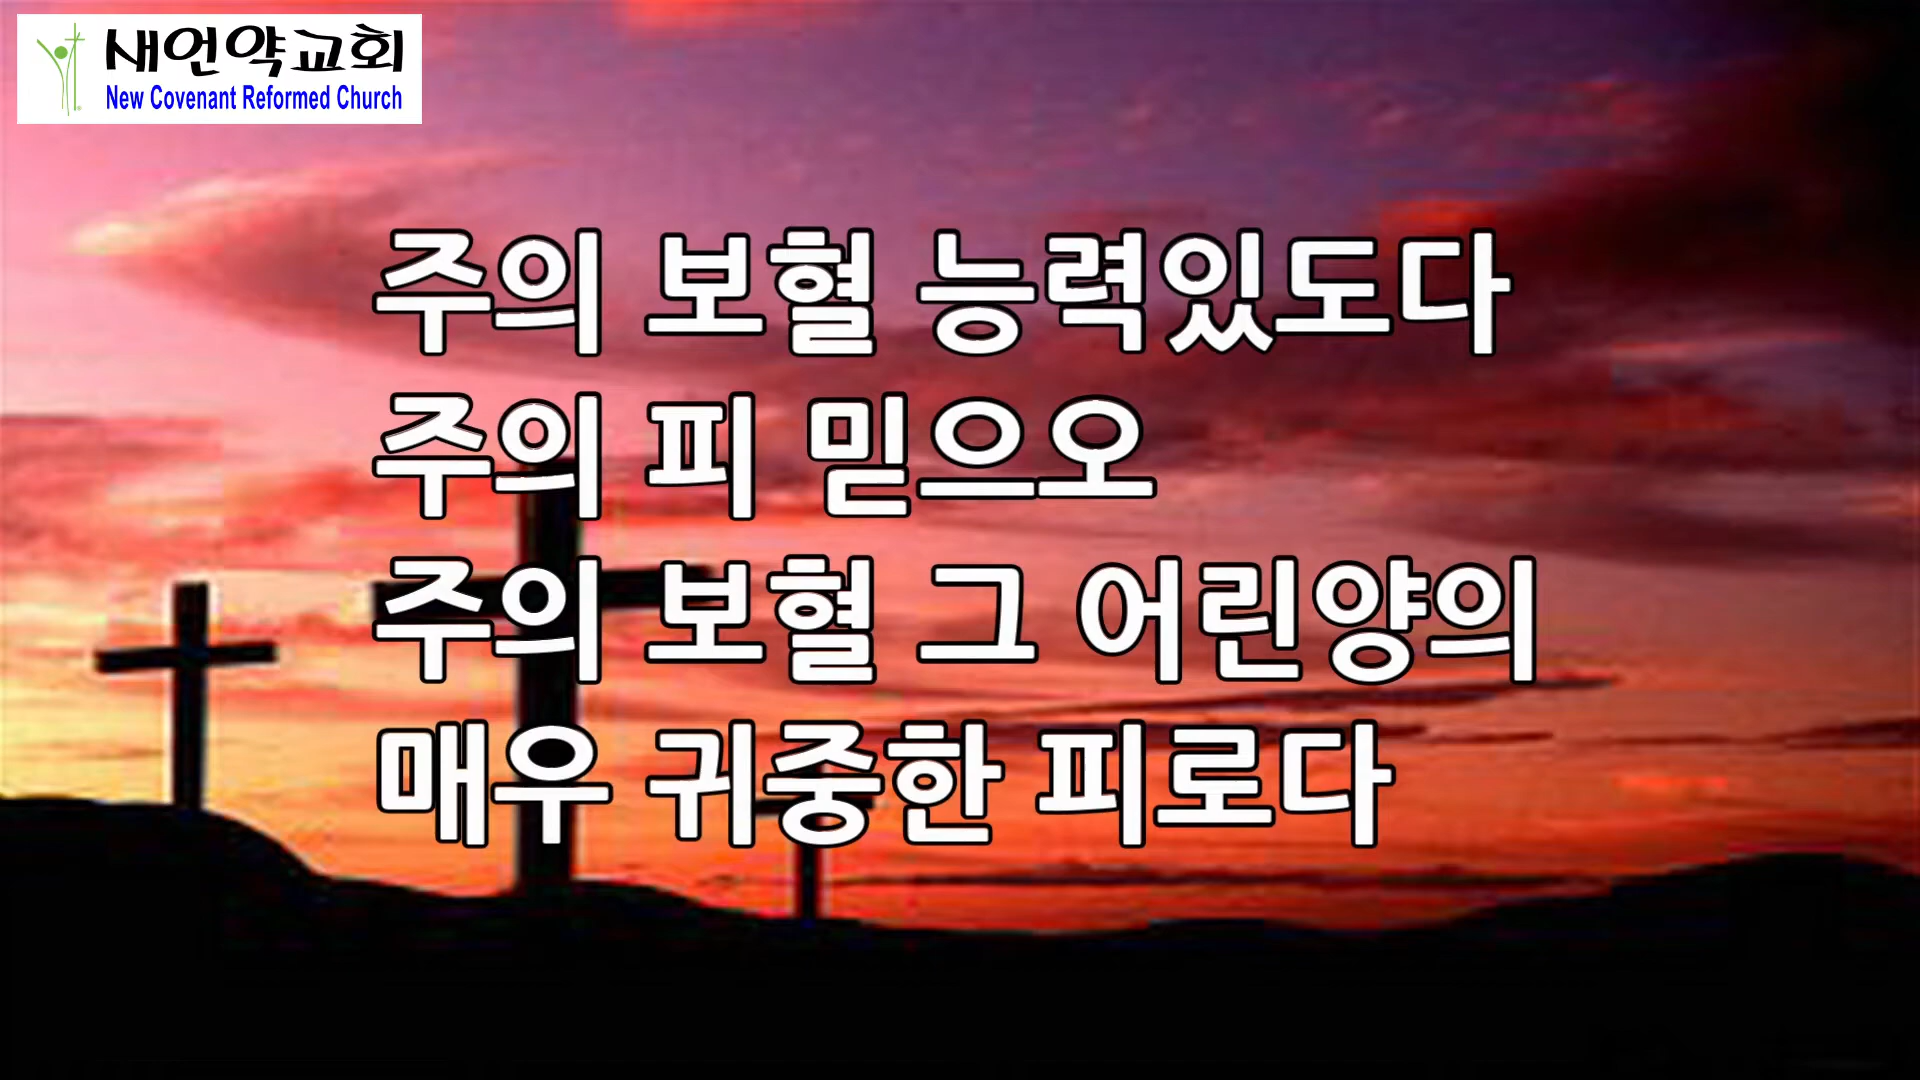 새언약교회
New Covenant Reformed Church
주의 보혈 능력있도다
주의 피 믿으오
주의 보혈 그 어린양의
매우 귀중한 피로다